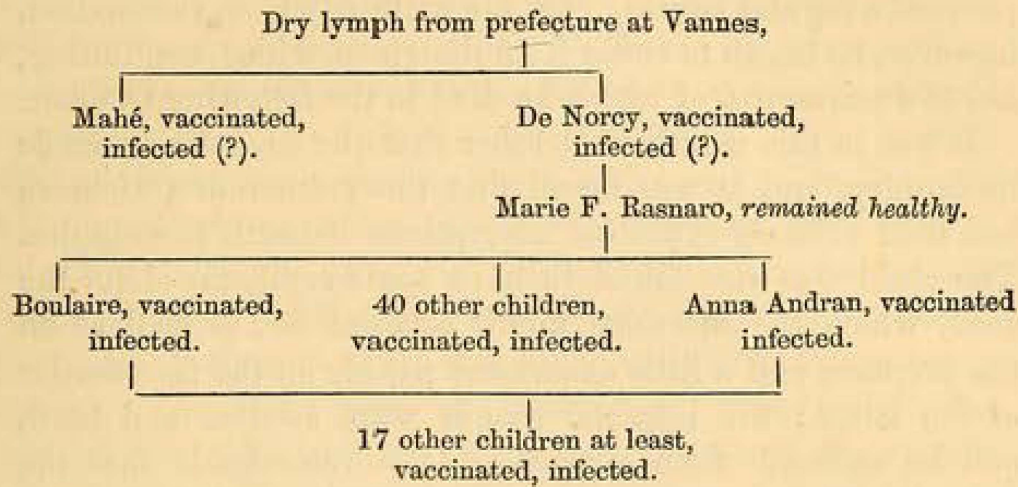 Dry lymph from prefecture at Vannes,
Mahé, vaccinated,
infected (?).
De Norcy, vaccinated,
infected (?).
Marie F. Rasnaro, remained healthy.
Boulaire, vaccinated,
infected.
40 other children,
vaccinated, infected.
Anna Andran, vaccinated
infected.
17 other children at least,
vaccinated, infected.